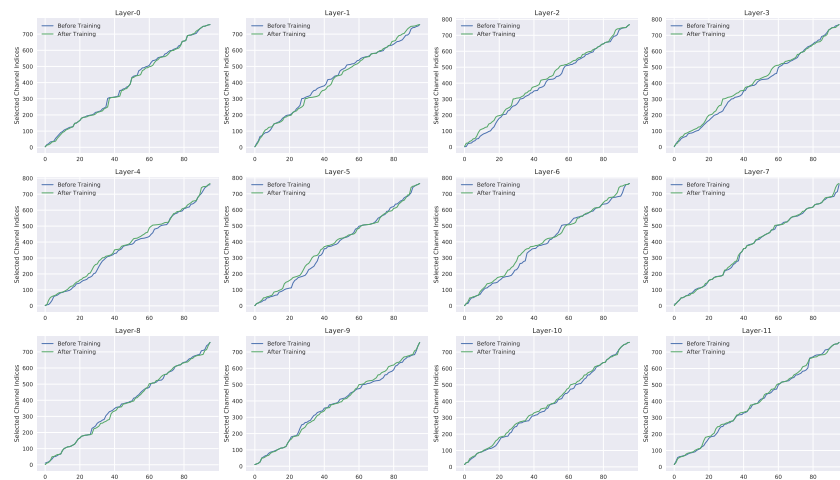 Layer-0
Before Training
After Training
Selected Channel Indices
700
600
500
400
300
200
100
0
0 20 40 60 80
Layer-1
Before Training
After Training
Selected Channel Indices
700
600
500
400
300
200
100
0
0 20 40 60 80
Layer-2
Before Training
After Training
Selected Channel Indices
800
700
600
500
400
300
200
100
0
0 20 40 60 80
Layer-3
Before Training
After Training
Selected Channel Indices
800
700
600
500
400
300
200
100
0
0 20 40 60 80
Layer-4
Before Training
After Training
Selected Channel Indices
800
700
600
500
400
300
200
100
0
0 20 40 60 80
Layer-5
Before Training
After Training
Selected Channel Indices
800
700
600
500
400
300
200
100
0
0 20 40 60 80
Layer-6
Before Training
After Training
Selected Channel Indices
800
700
600
500
400
300
200
100
0
0 20 40 60 80
Layer-7
Before Training
After Training
Selected Channel Indices
800
700
600
500
400
300
200
100
0
0 20 40 60 80
Layer-8
Before Training
After Training
Selected Channel Indices
700
600
500
400
300
200
100
0
0 20 40 60 80
Layer-9
Before Training
After Training
Selected Channel Indices
700
600
500
400
300
200
100
0
0 20 40 60 80
Layer-10
Before Training
After Training
Selected Channel Indices
800
700
600
500
400
300
200
100
0
0 20 40 60 80
Layer-11
Before Training
After Training
Selected Channel Indices
700
600
500
400
300
200
100
0
0 20 40 60 80